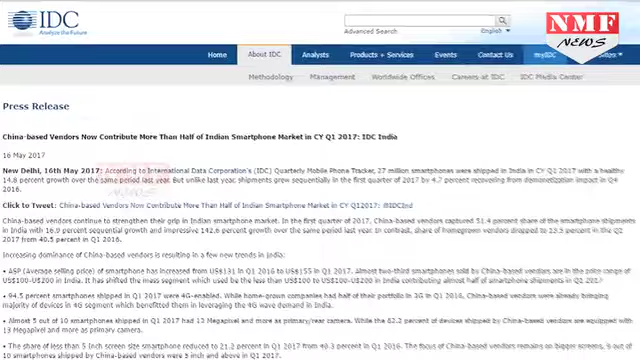 IDC
Analyze the Future
Advanced Search
English
NMF
NEWS
Home
About IDC
Analysts
Products + Services
Events
Contact Us
myIDC
Methodology
Management
Worldwide Offices
Careers at IDC
IDC Media Center
Press Release
China-based Vendors Now Contribute More Than Half of Indian Smartphone Market in CY Q1 2017: IDC India
16 May 2017
New Delhi, 16th May 2017: According to International Data Corporation's (IDC) Quarterly Mobile Phone Tracker, 27 million smartphones were shipped in India in CY Q1 2017 with a healthy
14.8 percent growth over the same period last year. But unlike last year, shipments grew sequentially in the first quarter of 2017 by 4.7 percent recovering from demonetization impact in Q4
2016.
Click to Tweet: China-based Vendors Now Contribute More Than Half of Indian Smartphone Market in CY Q12017: @IDCInd
China-based vendors continue to strengthen their grip in Indian smartphone market. In the first quarter of 2017, China-based vendors captured 51.4 percent share of the smartphone shipments
in India with 16.9 percent sequential growth and impressive 142.6 percent growth over the same period last year. In contrast, share of homegrown vendors dropped to 13.5 percent in the Q1
2017 from 40.5 percent in Q1 2016.
Increasing dominance of China-based vendors is resulting in a few new trends in India:
• ASP (Average selling price) of smartphone has increased from US$131 in Q1 2016 to US$155 in Q1 2017. Almost two-third smartphones sold by China-based vendors are in the price range of
US$100-US$200 in India. It has shifted the mass segment which used be the less than US$100 to US$100-US$200 in India contributing almost half of smartphone shipments in Q1 2017
• 94.5 percent smartphones shipped in Q1 2017 were 4G-enabled. While home-grown companies had half of their portfolio in 3G in Q1 2016, China-based vendors were already bringing
majority of devices in 4G segment which benefitted them in leveraging the 4G wave demand in India.
• Almost 5 out of 10 smartphones shipped in Q1 2017 had 13 Megapixel and more as primary/rear camera. While the 62.2 percent of devices shipped by China-based vendors are equipped with
13 Megapixel and more as primary camera.
• The share of less than 5 inch screen size smartphone reduced to 21.2 percent in Q1 2017 from 40.3 percent in Q1 2016. The focus of China-based vendors remains on bigger screens, 9 out of
10 smartphones shipped by China-based vendors were 5 inch and above in Q1 2017.